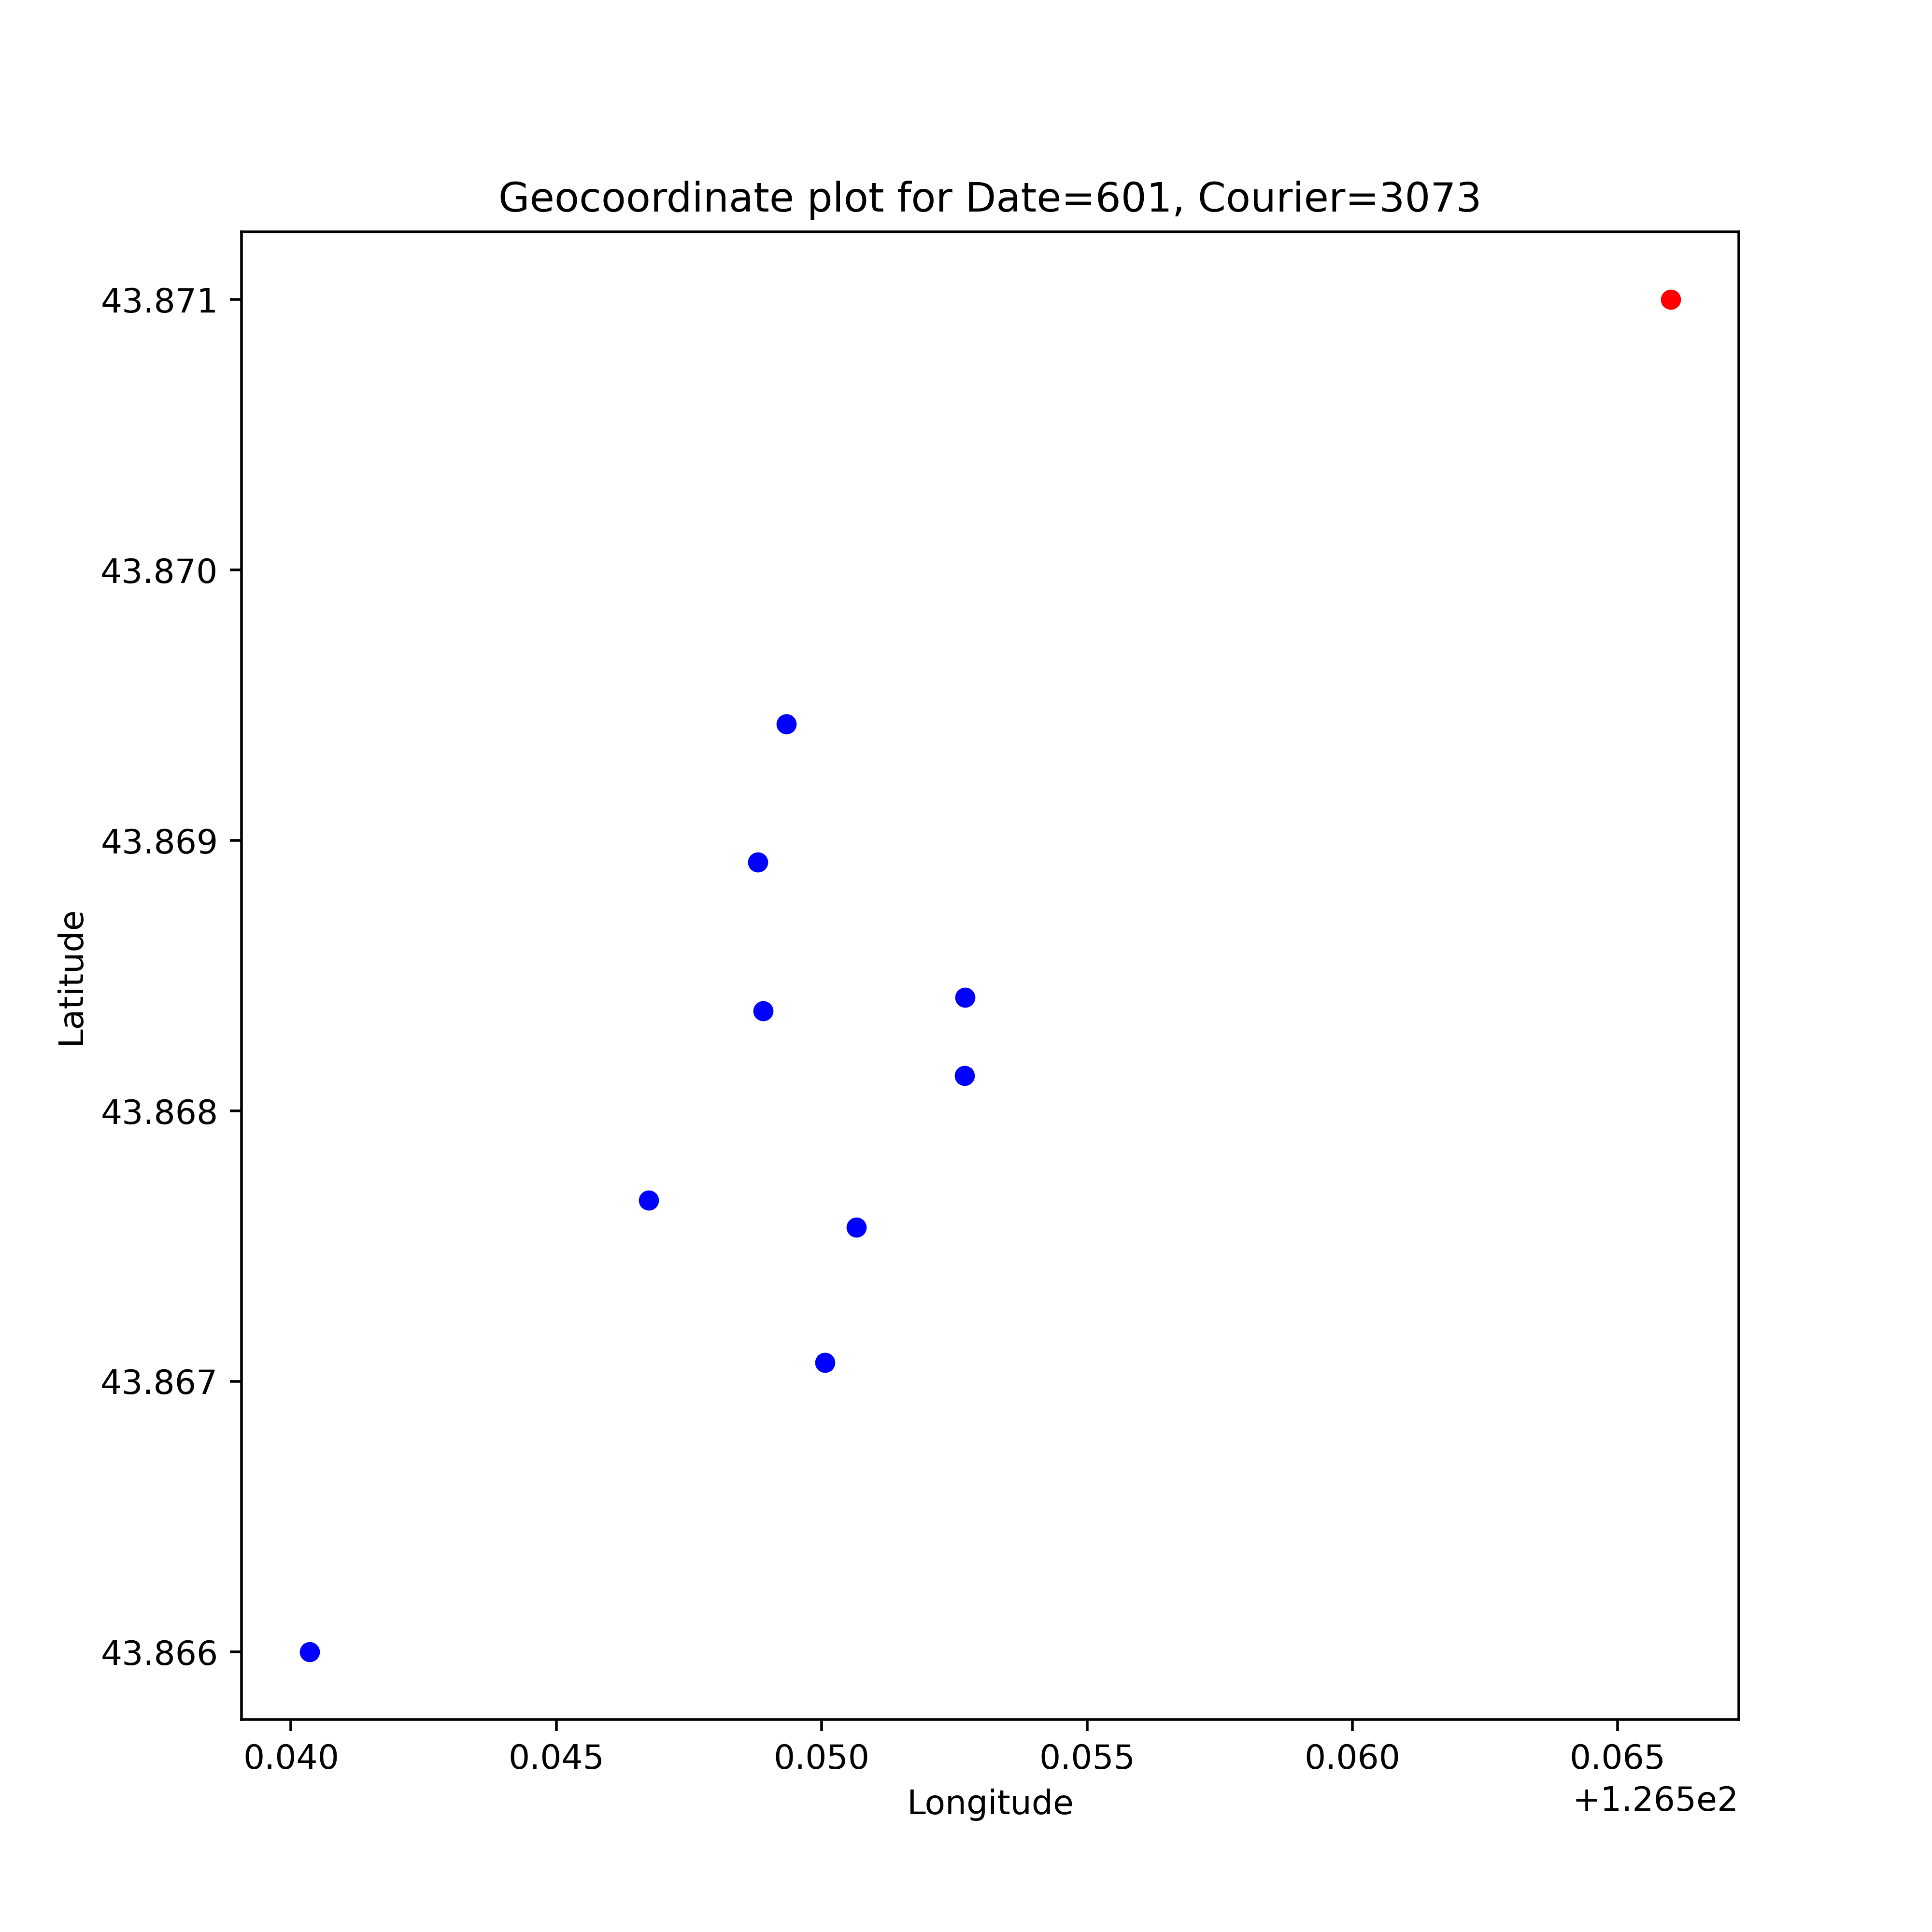 Geocoordinate plot for Date=601, Courier=3073
43.871
43.870
43.869
43.868
43.867
43.866
Latitude
0.040 0.045 0.050 0.055 0.060 0.065
+1.265e2
Longitude